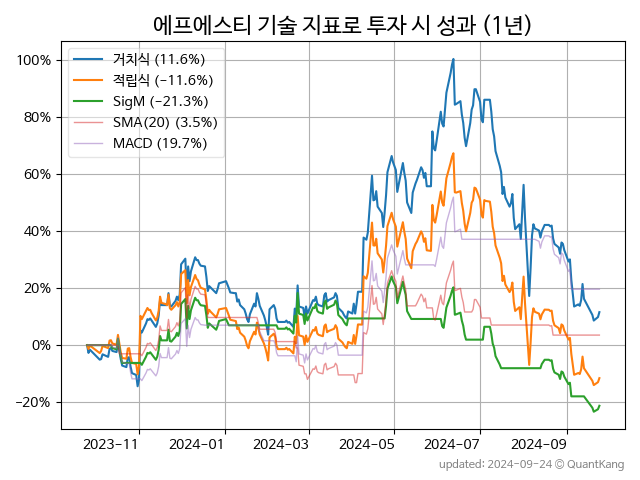 에프에스티 기술 지표로 투자 시 성과 (1년)
100%
80%
60%
40%
20%
0%
−20%
거치식 (11.6%)
적립식 (−11.6%)
SigM (−21.3%)
SMA(20) (3.5%)
MACD (19.7%)
2023−11
2024−01
2024−03
2024−05
2024−07
2024−09
updated: 2024-09-24 © QuantKang